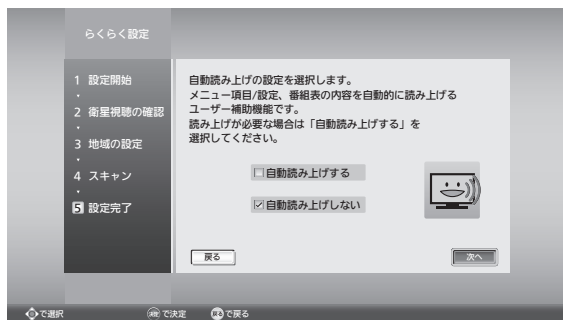 らくらく設定
1 設定開始
2 衛星視聴の確認
3 地域の設定
4 スキャン
5 設定完了
自動読み上げの設定を選択します。
メニュー項目/設定、番組表の内容を自動的に読み上げる
ユーザー補助機能です。
読み上げが必要な場合は「自動読み上げする」を
選択してください。
自動読み上げする
自動読み上げしない
戻る
次へ
で選択
決定 で決定
戻る で戻る